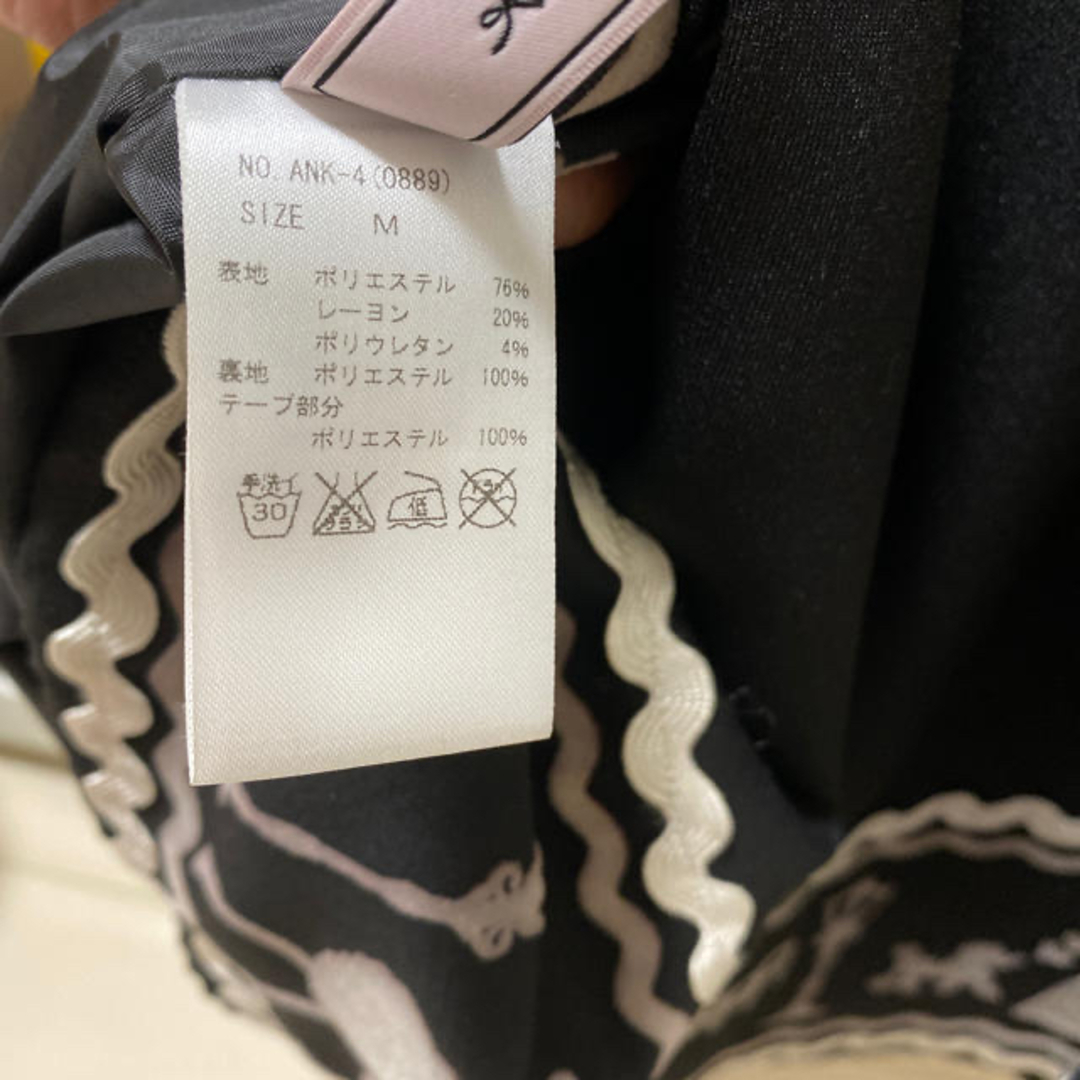 NO. ANK-4(0889)
SIZE M
表地 ポリエステル 76%
レーヨン 20%
ポリウレタン 4%
裏地 ポリエステル 100%
テープ部分
ポリエステル 100%
手洗イ
30
低